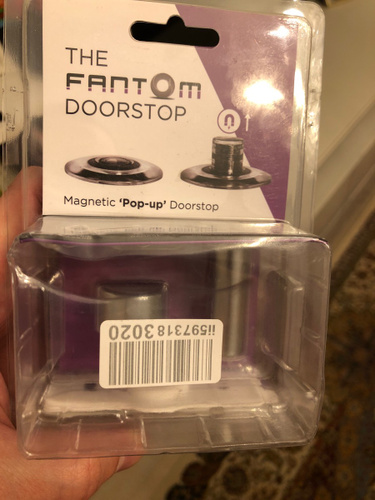 THE
FANTOM
DOORSTOP
Magnetic 'Pop-up' Doorstop
ii5973183020